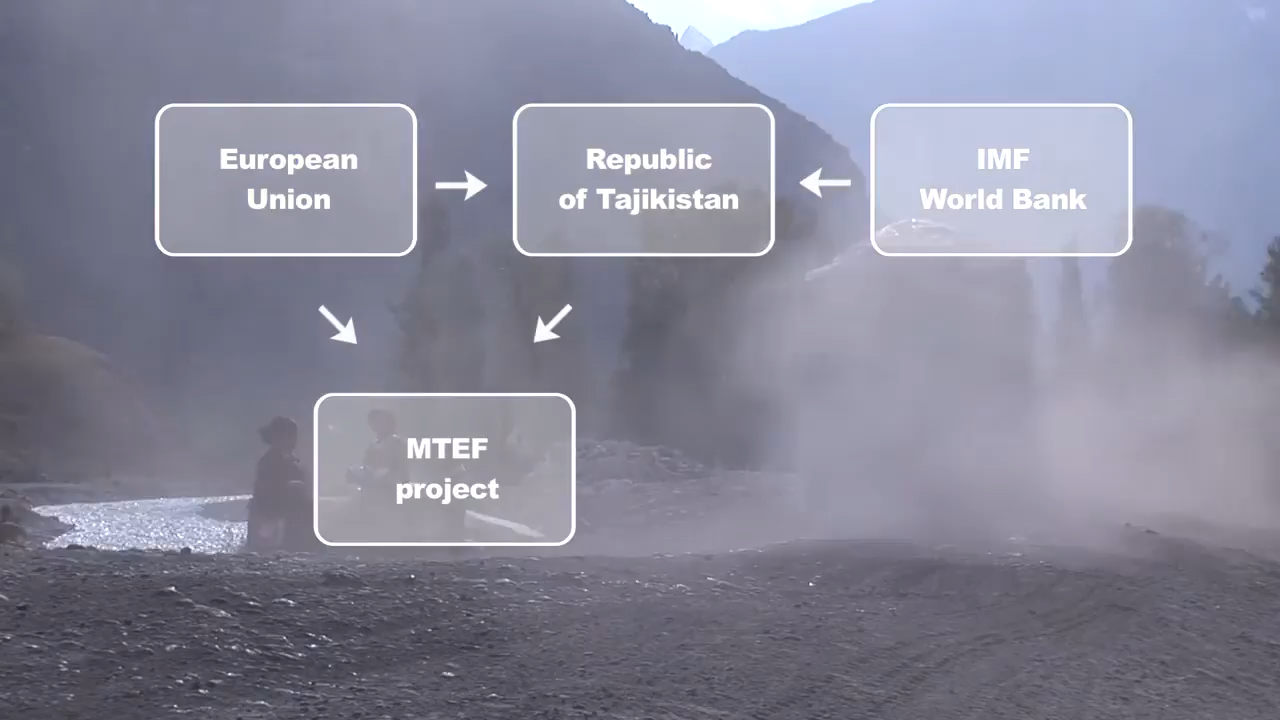 European
Union
Republic
of Tajikistan
IMF
World Bank
MTEF
project